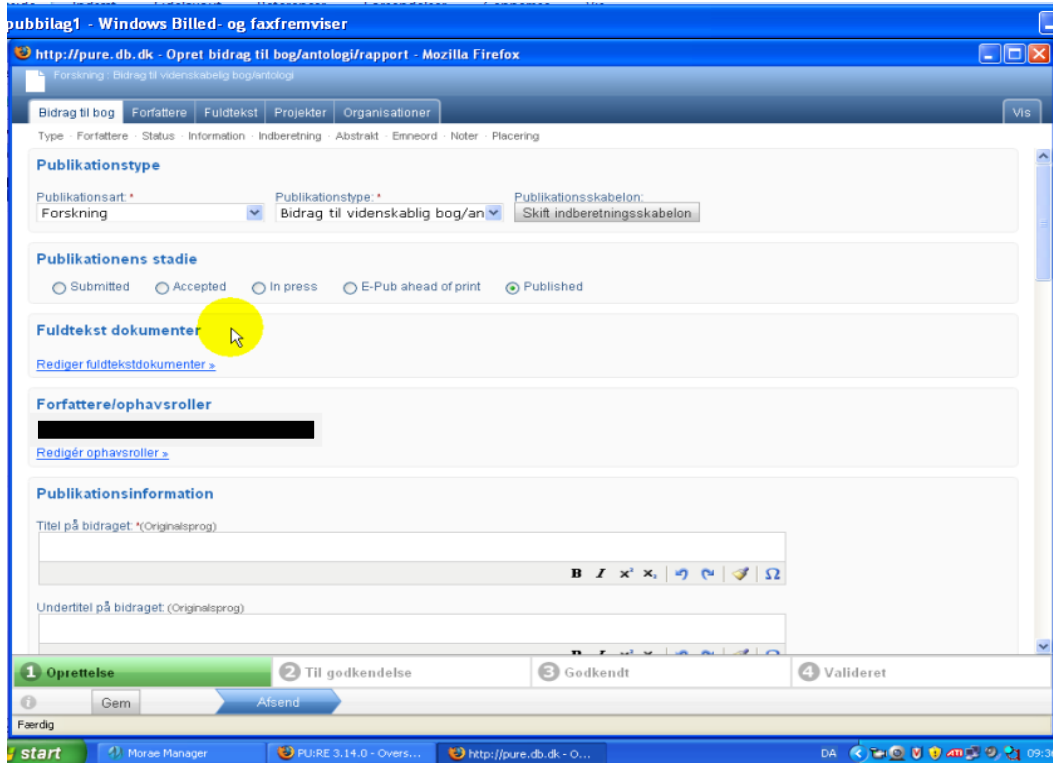 pubbilag1 - Windows Billed- og faxfremviser
http://pure.db.dk - Opret bidrag til bog/antologi/rapport - Mozilla Firefox
Forskning : Bidrag til videnskabelig bog/antologi
Bidrag til bog Forfattere Fuldtekst Projekter Organisationer Vis
Type · Forfattere · Status · Information · Indberetning · Abstrakt · Emneord · Noter · Placering
Publikationstype
Publikationsart: * Publikationstype: * Publikationsskabelon:
Forskning Bidrag til videnskablig bog/an Skift indberetningsskabelon
Publikationens stadie
Submitted Accepted In press E-Pub ahead of print Published
Fuldtekst dokumenter
Rediger fuldtekstdokumenter »
Forfattere/ophavsroller
Redigér ophavsroller »
Publikationsinformation
Titel på bidraget: *(Originalsprog)
B I x² x₂ Ω
Undertitel på bidraget: (Originalsprog)
1 Oprettelse 2 Til godkendelse 3 Godkendt 4 Valideret
Gem Afsend
Færdig
start Morae Manager PU:RE 3.14.0 - Overs... http://pure.db.dk - O... DA